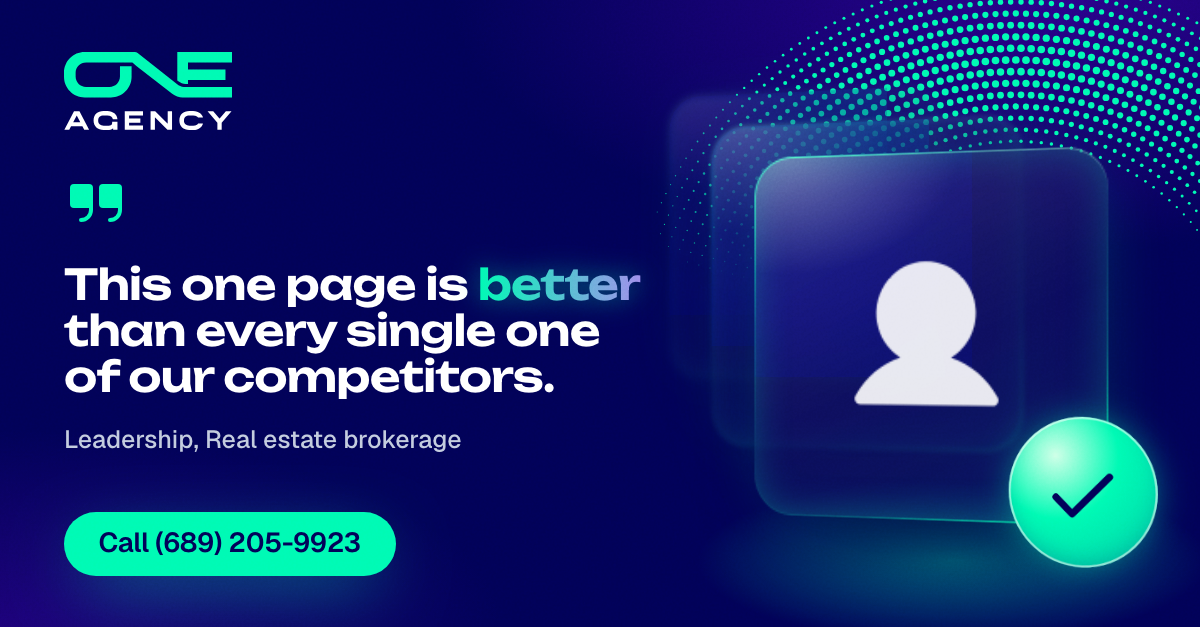 ONE
AGENCY
”
This one page is better
than every single one
of our competitors.
Leadership, Real estate brokerage
Call (689) 205-9923